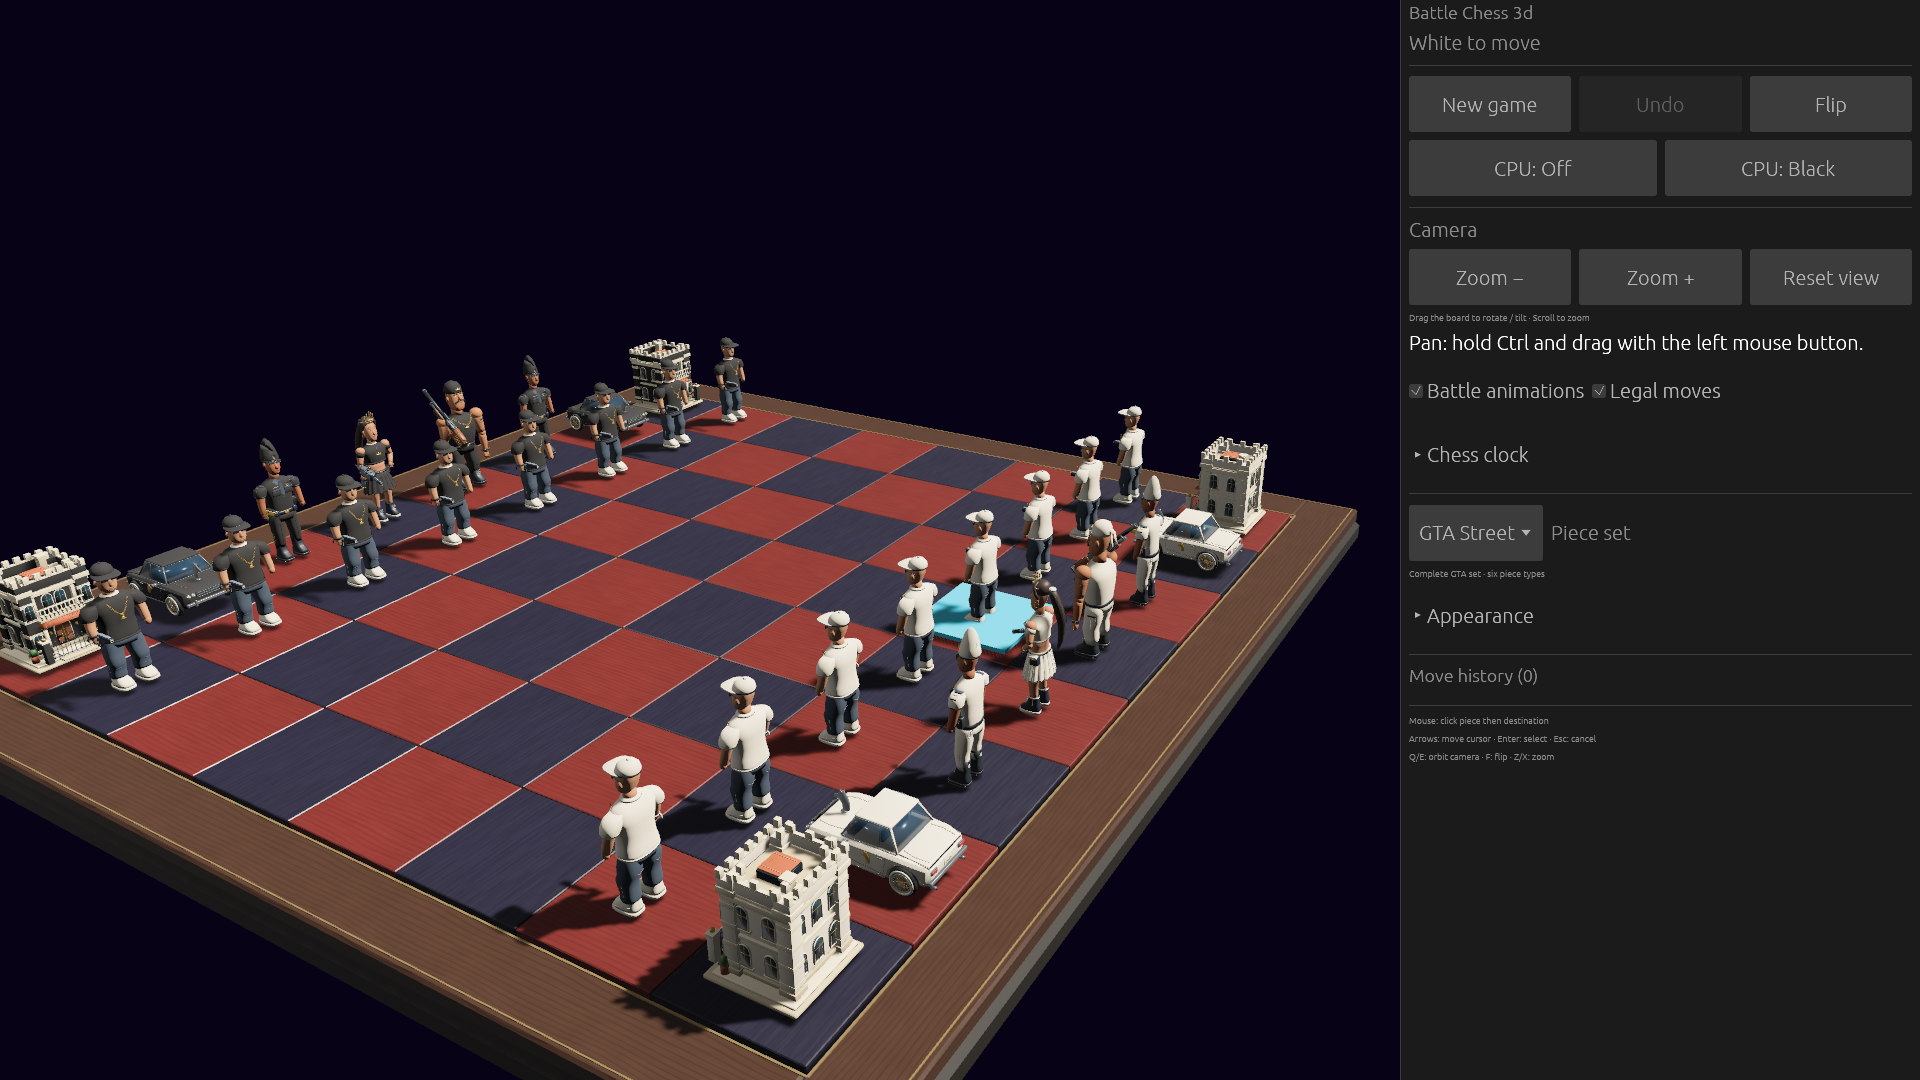 Battle Chess 3d
White to move
New game Undo Flip
CPU: Off CPU: Black
Camera
Zoom − Zoom + Reset view
Drag the board to rotate / tilt · Scroll to zoom
Pan: hold Ctrl and drag with the left mouse button.
Battle animations Legal moves
Chess clock
GTA Street Piece set
Complete GTA set · six piece types
Appearance
Move history (0)
Mouse: click piece then destination
Arrows: move cursor · Enter: select · Esc: cancel
Q/E: orbit camera · F: flip · Z/X: zoom